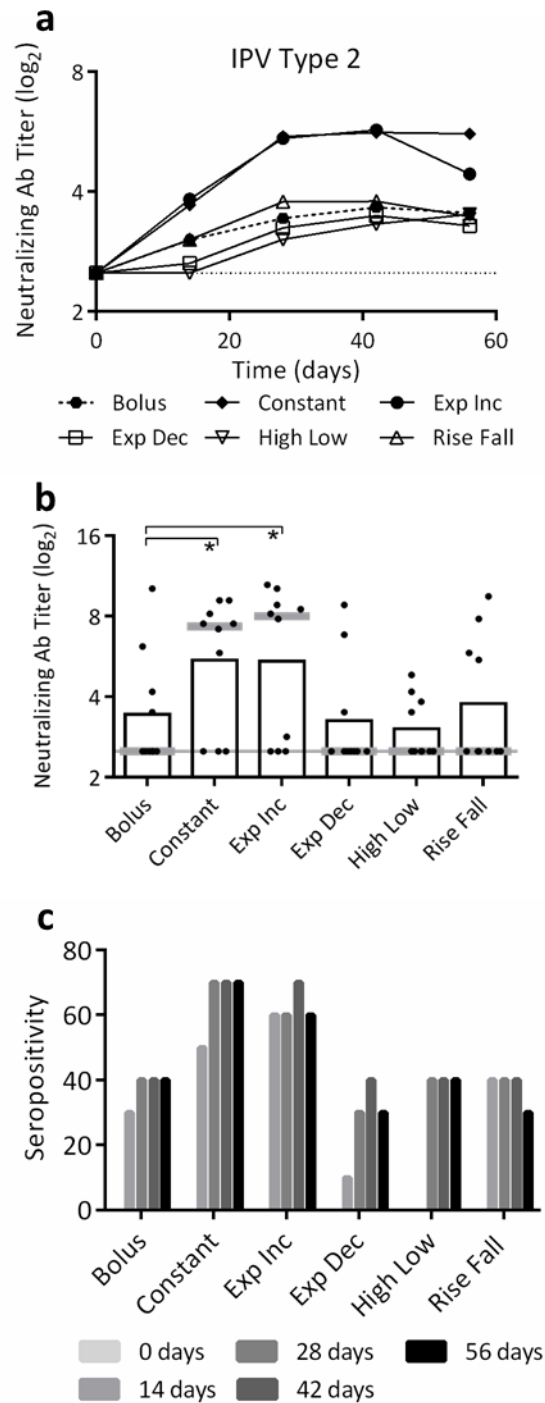 a
IPV Type 2
Neutralizing Ab Titer (log2)
8
4
2
0 20 40 60
Time (days)
Bolus Constant Exp Inc
Exp Dec High Low Rise Fall
b
Neutralizing Ab Titer (log2)
16
8
4
2
* *
Bolus Constant Exp Inc Exp Dec High Low Rise Fall
c
Seropositivity
80
60
40
20
0
Bolus Constant Exp Inc Exp Dec High Low Rise Fall
0 days 28 days 56 days
14 days 42 days